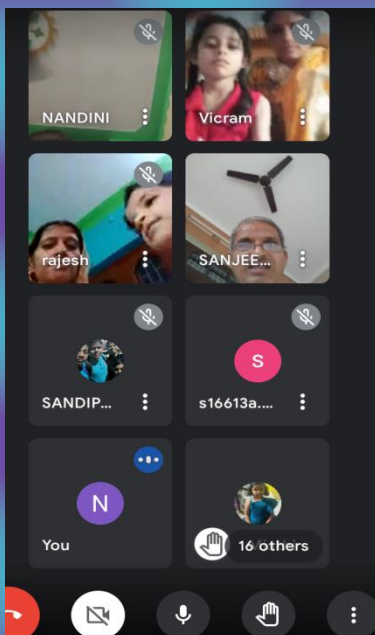 NANDINI
Vicram
rajesh
SANJEE...
SANDIP...
S
s16613a....
N
You
16 others